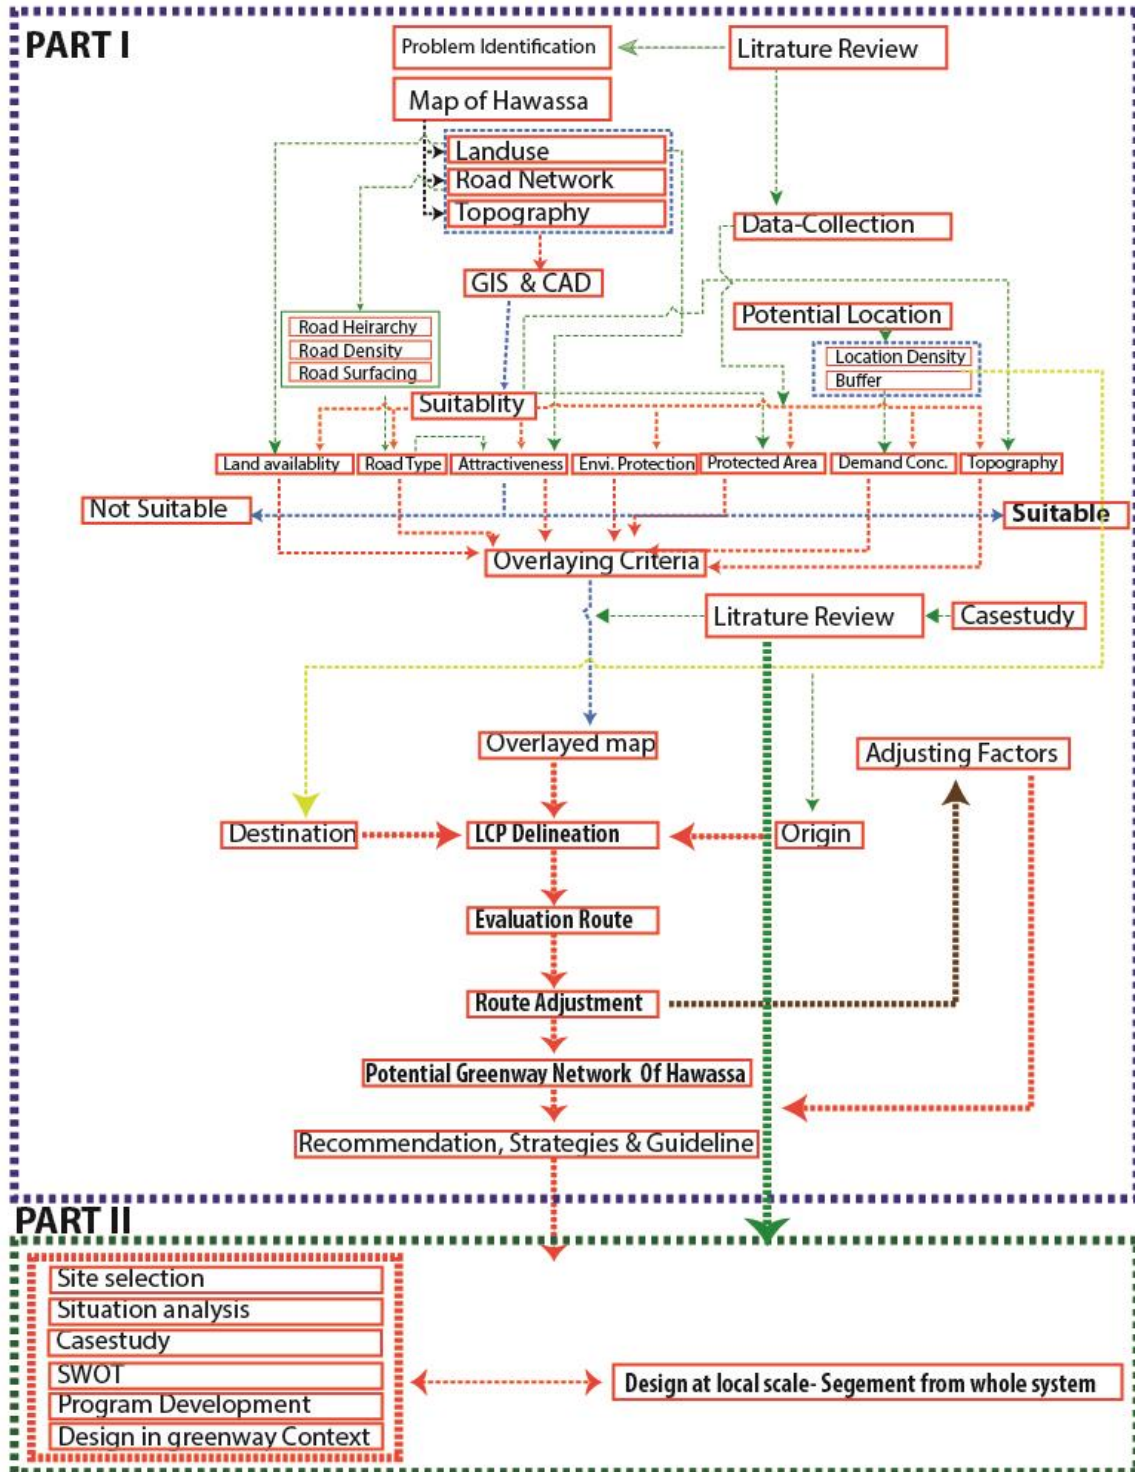 PART I
Problem Identification
Litrature Review
Map of Hawassa
Landuse
Road Network
Topography
Data-Collection
GIS & CAD
Potential Location
Road Heirarchy
Road Density
Road Surfacing
Location Density
Buffer
Suitablity
Land availablity
Road Type
Attractiveness
Envi. Protection
Protected Area
Demand Conc.
Topography
Not Suitable
Suitable
Overlaying Criteria
Litrature Review
Casestudy
Overlayed map
Adjusting Factors
Destination
LCP Delineation
Origin
Evaluation Route
Route Adjustment
Potential Greenway Network Of Hawassa
Recommendation, Strategies & Guideline
PART II
Site selection
Situation analysis
Casestudy
SWOT
Program Development
Design in greenway Context
Design at local scale- Segement from whole system